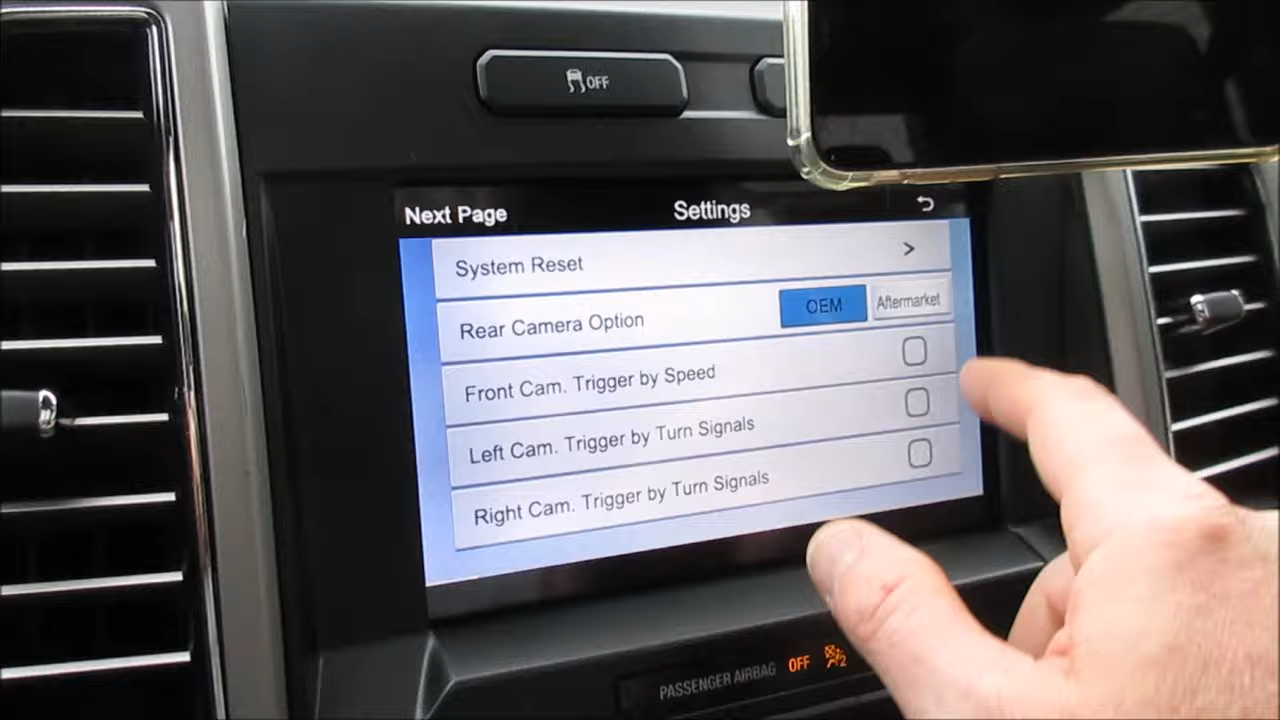 OFF
Next Page Settings
System Reset >
Rear Camera Option OEM Aftermarket
Front Cam. Trigger by Speed
Left Cam. Trigger by Turn Signals
Right Cam. Trigger by Turn Signals
PASSENGER AIRBAG OFF 2